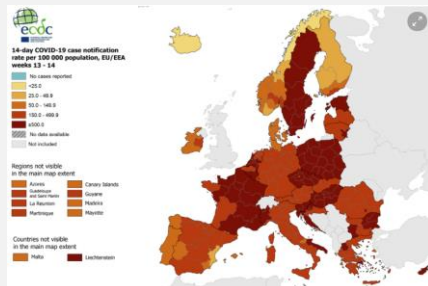 ecdc
14-day COVID-19 case notification
rate per 100 000 population, EU/EEA
weeks 13 - 14
No cases reported
<25.0
25.0 - 49.9
50.0 - 149.9
150.0 - 499.9
≥500.0
No data available
Not included
Regions not visible
in the main map extent
Azores
Canary Islands
Guadeloupe
and Saint Martin
Guyane
La Reunion
Madeira
Martinique
Mayotte
Countries not visible
in the main map extent
Malta
Liechtenstein